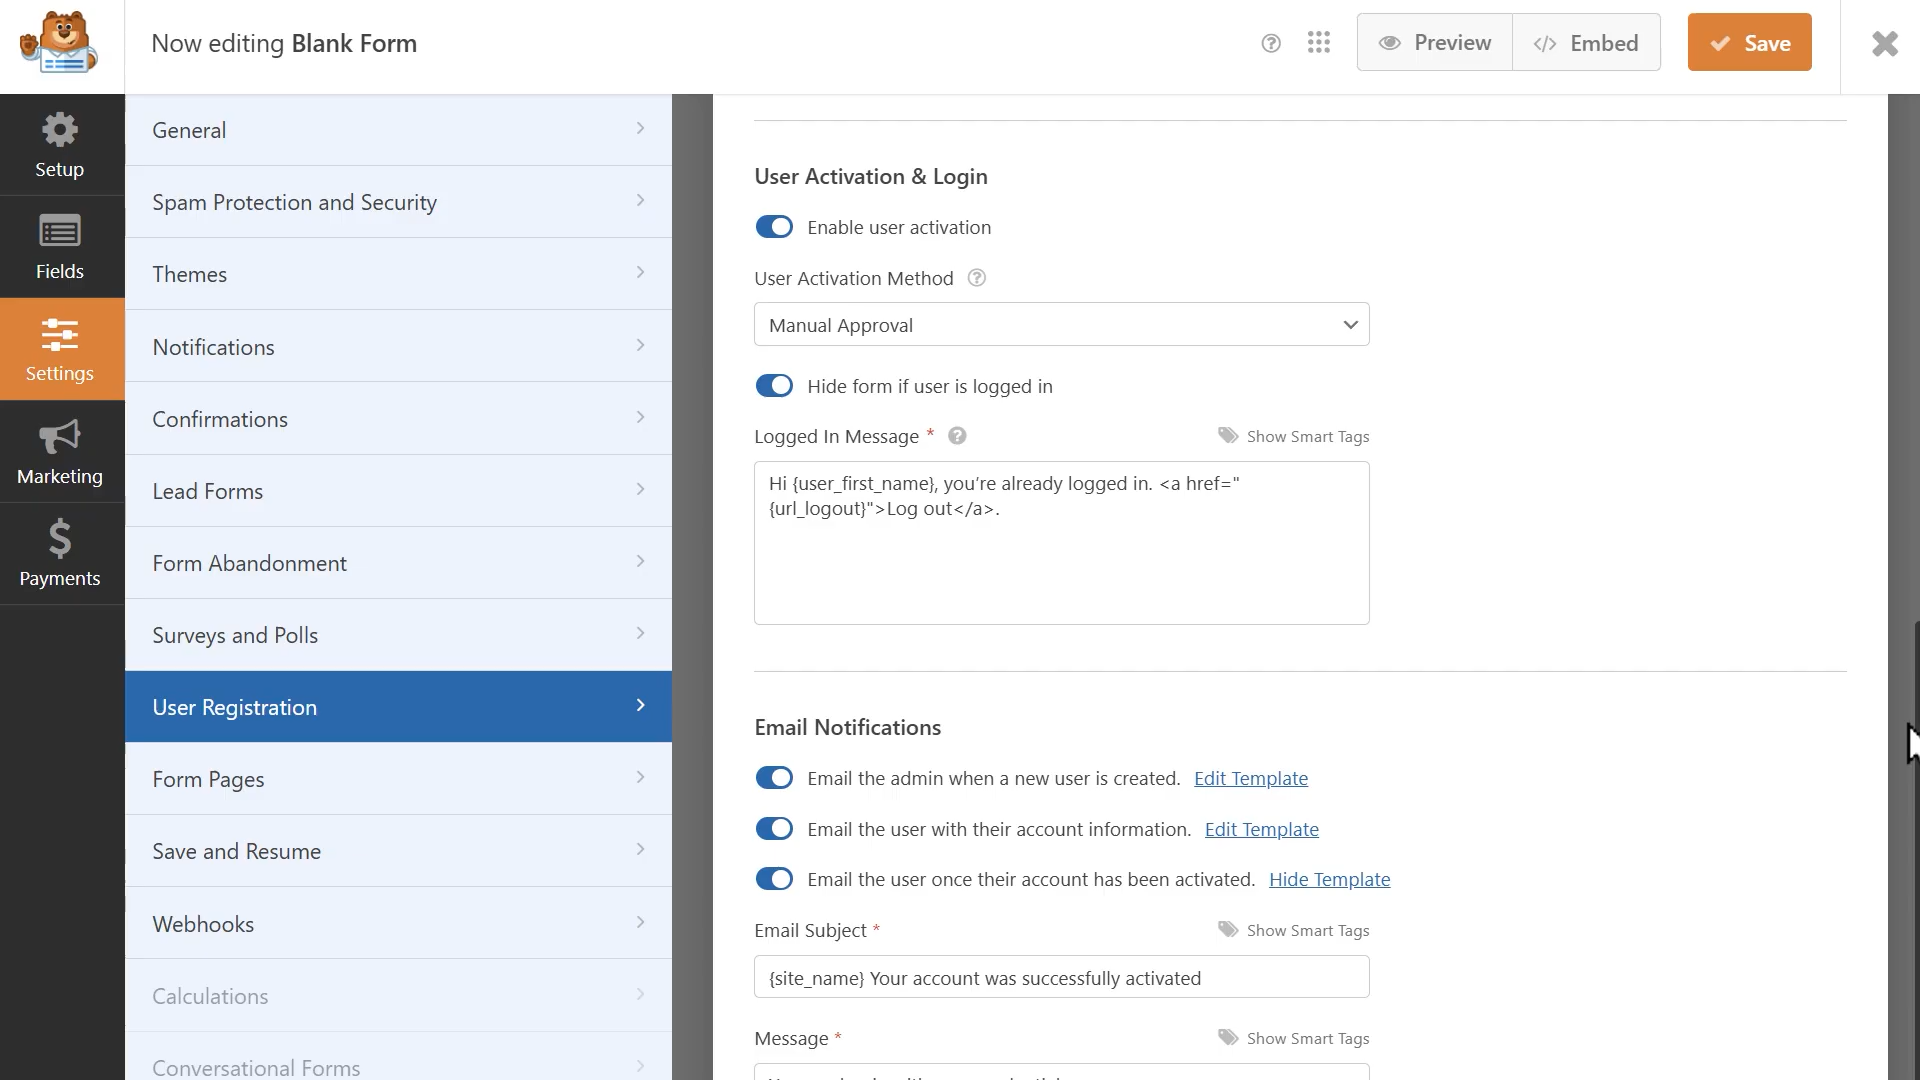 Now editing Blank Form
Preview
Embed
Save
Setup
Fields
Settings
Marketing
Payments
General
Spam Protection and Security
Themes
Notifications
Confirmations
Lead Forms
Form Abandonment
Surveys and Polls
User Registration
Form Pages
Save and Resume
Webhooks
Calculations
Conversational Forms
User Activation & Login
Enable user activation
User Activation Method
Manual Approval
Hide form if user is logged in
Logged In Message *
Show Smart Tags
Hi {user_first_name}, you’re already logged in. <a href="
{url_logout}">Log out</a>.
Email Notifications
Email the admin when a new user is created. Edit Template
Email the user with their account information. Edit Template
Email the user once their account has been activated. Hide Template
Email Subject *
Show Smart Tags
{site_name} Your account was successfully activated
Message *
Show Smart Tags